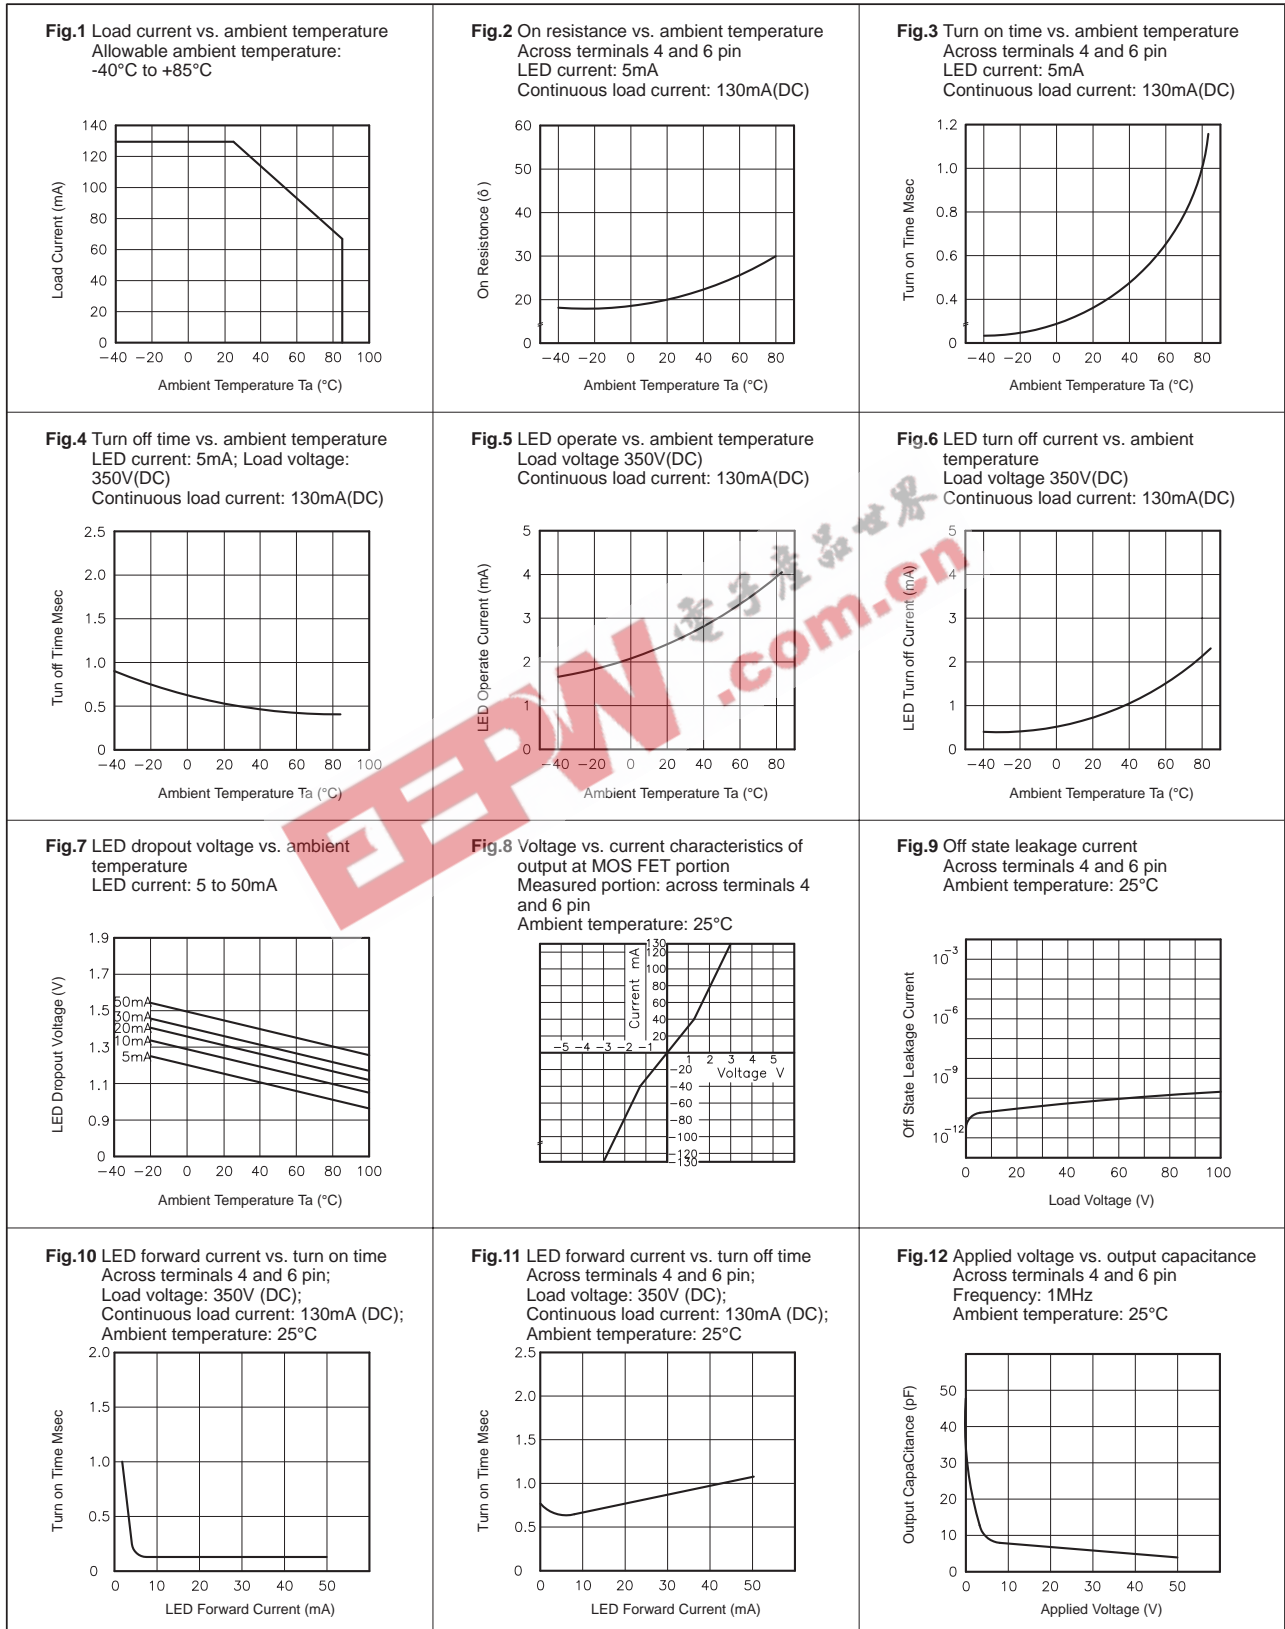 Fig.1 Load current vs. ambient temperature
Allowable ambient temperature:
-40°C to +85°C
140
120
100
80
60
40
20
0
−40 −20 0 20 40 60 80 100
Load Current (mA)
Ambient Temperature Ta (°C)
Fig.2 On resistance vs. ambient temperature
Across terminals 4 and 6 pin
LED current: 5mA
Continuous load current: 130mA(DC)
60
50
40
30
20
0
−40 −20 0 20 40 60 80
On Resistonce (ô )
Ambient Temperature Ta (°C)
Fig.3 Turn on time vs. ambient temperature
Across terminals 4 and 6 pin
LED current: 5mA
Continuous load current: 130mA(DC)
1.2
1.0
0.8
0.6
0.4
0
−40 −20 0 20 40 60 80
Turn on Time Msec
Ambient Temperature Ta (°C)
Fig.4 Turn off time vs. ambient temperature
LED current: 5mA; Load voltage:
350V(DC)
Continuous load current: 130mA(DC)
2.5
2.0
1.5
1.0
0.5
0
−40 −20 0 20 40 60 80 100
Tun off Time Msec
Ambient Temperature Ta (°C)
Fig.5 LED operate vs. ambient temperature
Load voltage 350V(DC)
Continuous load current: 130mA(DC)
5
4
3
2
1
0
−40 −20 0 20 40 60 80
LED Operate Current (mA)
Ambient Temperature Ta (°C)
Fig.6 LED turn off current vs. ambient
temperature
Load voltage 350V(DC)
Continuous load current: 130mA(DC)
5
4
3
2
1
0
−40 −20 0 20 40 60 80
LED Turn off Current (mA)
Ambient Temperature Ta (°C)
EEPW .com.cn
電子產品世界
Fig.7 LED dropout voltage vs. ambient
temperature
LED current: 5 to 50mA
1.9
1.7
1.5
1.3
1.1
0.9
0
50mA
30mA
20mA
10mA
5mA
−40 −20 0 20 40 60 80 100
LED Dropout Voltage (V)
Ambient Temperature Ta (°C)
Fig.8 Voltage vs. current characteristics of
output at MOS FET portion
Measured portion: across terminals 4
and 6 pin
Ambient temperature: 25°C
130
120
100
80
60
40
20
Current mA
−5 −4 −3 −2 −1
1 2 3 4 5
Voltage V
−20
−40
−60
−80
−100
−120
−130
Fig.9 Off state leakage current
Across terminals 4 and 6 pin
Ambient temperature: 25°C
10−3
10−6
10−9
10−12
0 20 40 60 80 100
Off State Leakage Current
Load Voltage (V)
Fig.10 LED forward current vs. turn on time
Across terminals 4 and 6 pin;
Load voltage: 350V (DC);
Continuous load current: 130mA (DC);
Ambient temperature: 25°C
2.0
1.5
1.0
0.5
0
0 10 20 30 40 50
Turn on Time Msec
LED Forward Current (mA)
Fig.11 LED forward current vs. turn off time
Across terminals 4 and 6 pin;
Load voltage: 350V (DC);
Continuous load current: 130mA (DC);
Ambient temperature: 25°C
2.5
2.0
1.5
1.0
0.5
0
0 10 20 30 40 50
Turn on Time Msec
LED Forward Current (mA)
Fig.12 Applied voltage vs. output capacitance
Across terminals 4 and 6 pin
Frequency: 1MHz
Ambient temperature: 25°C
50
40
30
20
10
0
0 10 20 30 40 50
Output CapaCitance (pF)
Applied Voltage (V)